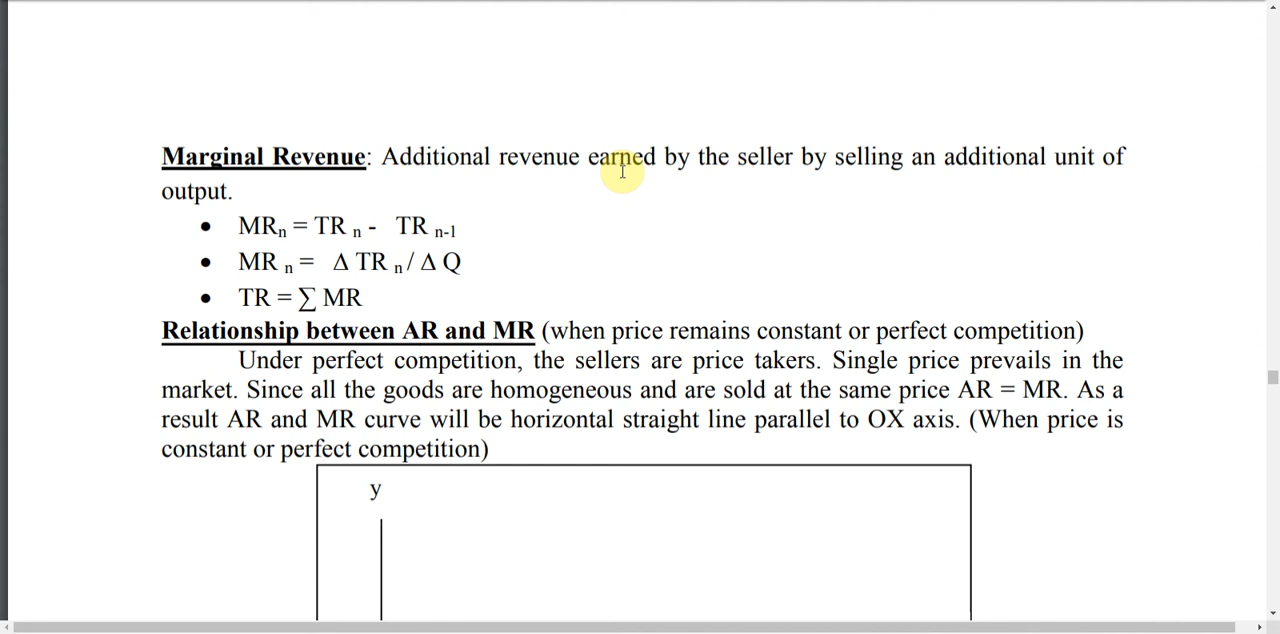 Marginal Revenue: Additional revenue earned by the seller by selling an additional unit of
output.
• MRn = TR n - TR n-1
• MR n = Δ TR n / Δ Q
• TR = ∑ MR
Relationship between AR and MR (when price remains constant or perfect competition)
Under perfect competition, the sellers are price takers. Single price prevails in the
market. Since all the goods are homogeneous and are sold at the same price AR = MR. As a
result AR and MR curve will be horizontal straight line parallel to OX axis. (When price is
constant or perfect competition)
y